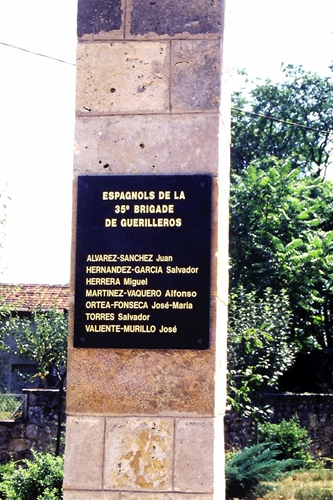 ESPAGNOLS DE LA
35º BRIGADE
DE GUERILLEROS
ALVAREZ-SANCHEZ Juan
HERNANDEZ-GARCIA Salvador
HERRERA Miguel
MARTINEZ-VAQUERO Alfonso
ORTEA-FONSECA José-Maria
TORRES Salvador
VALIENTE-MURILLO José